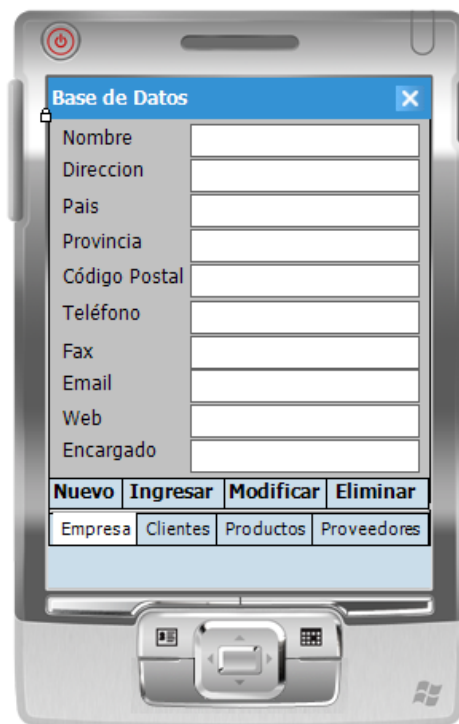 Base de Datos
Nombre
Direccion
Pais
Provincia
Código Postal
Teléfono
Fax
Email
Web
Encargado
Nuevo Ingresar Modificar Eliminar
Empresa Clientes Productos Proveedores